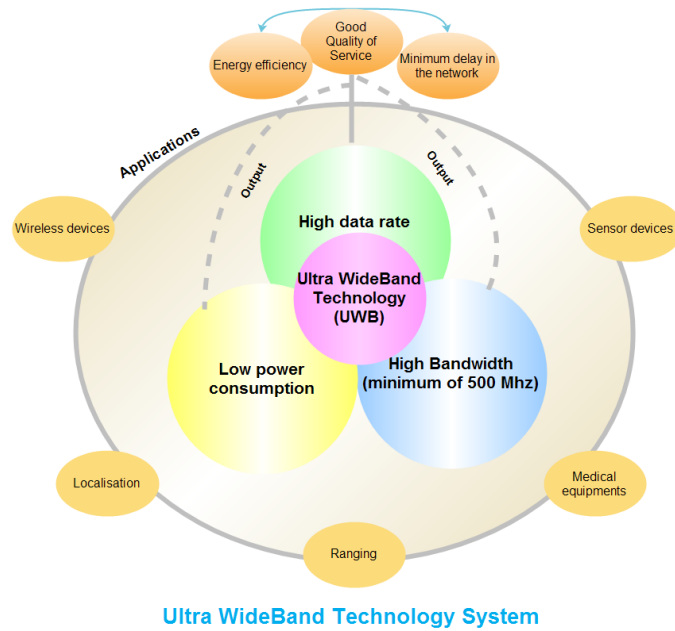 Good
Quality of
Service
Energy efficiency
Minimum delay in
the network
Applications
Output
Output
Wireless devices
High data rate
Sensor devices
Ultra WideBand
Technology
(UWB)
Low power
consumption
High Bandwidth
(minimum of 500 Mhz)
Localisation
Medical
equipments
Ranging
Ultra WideBand Technology System